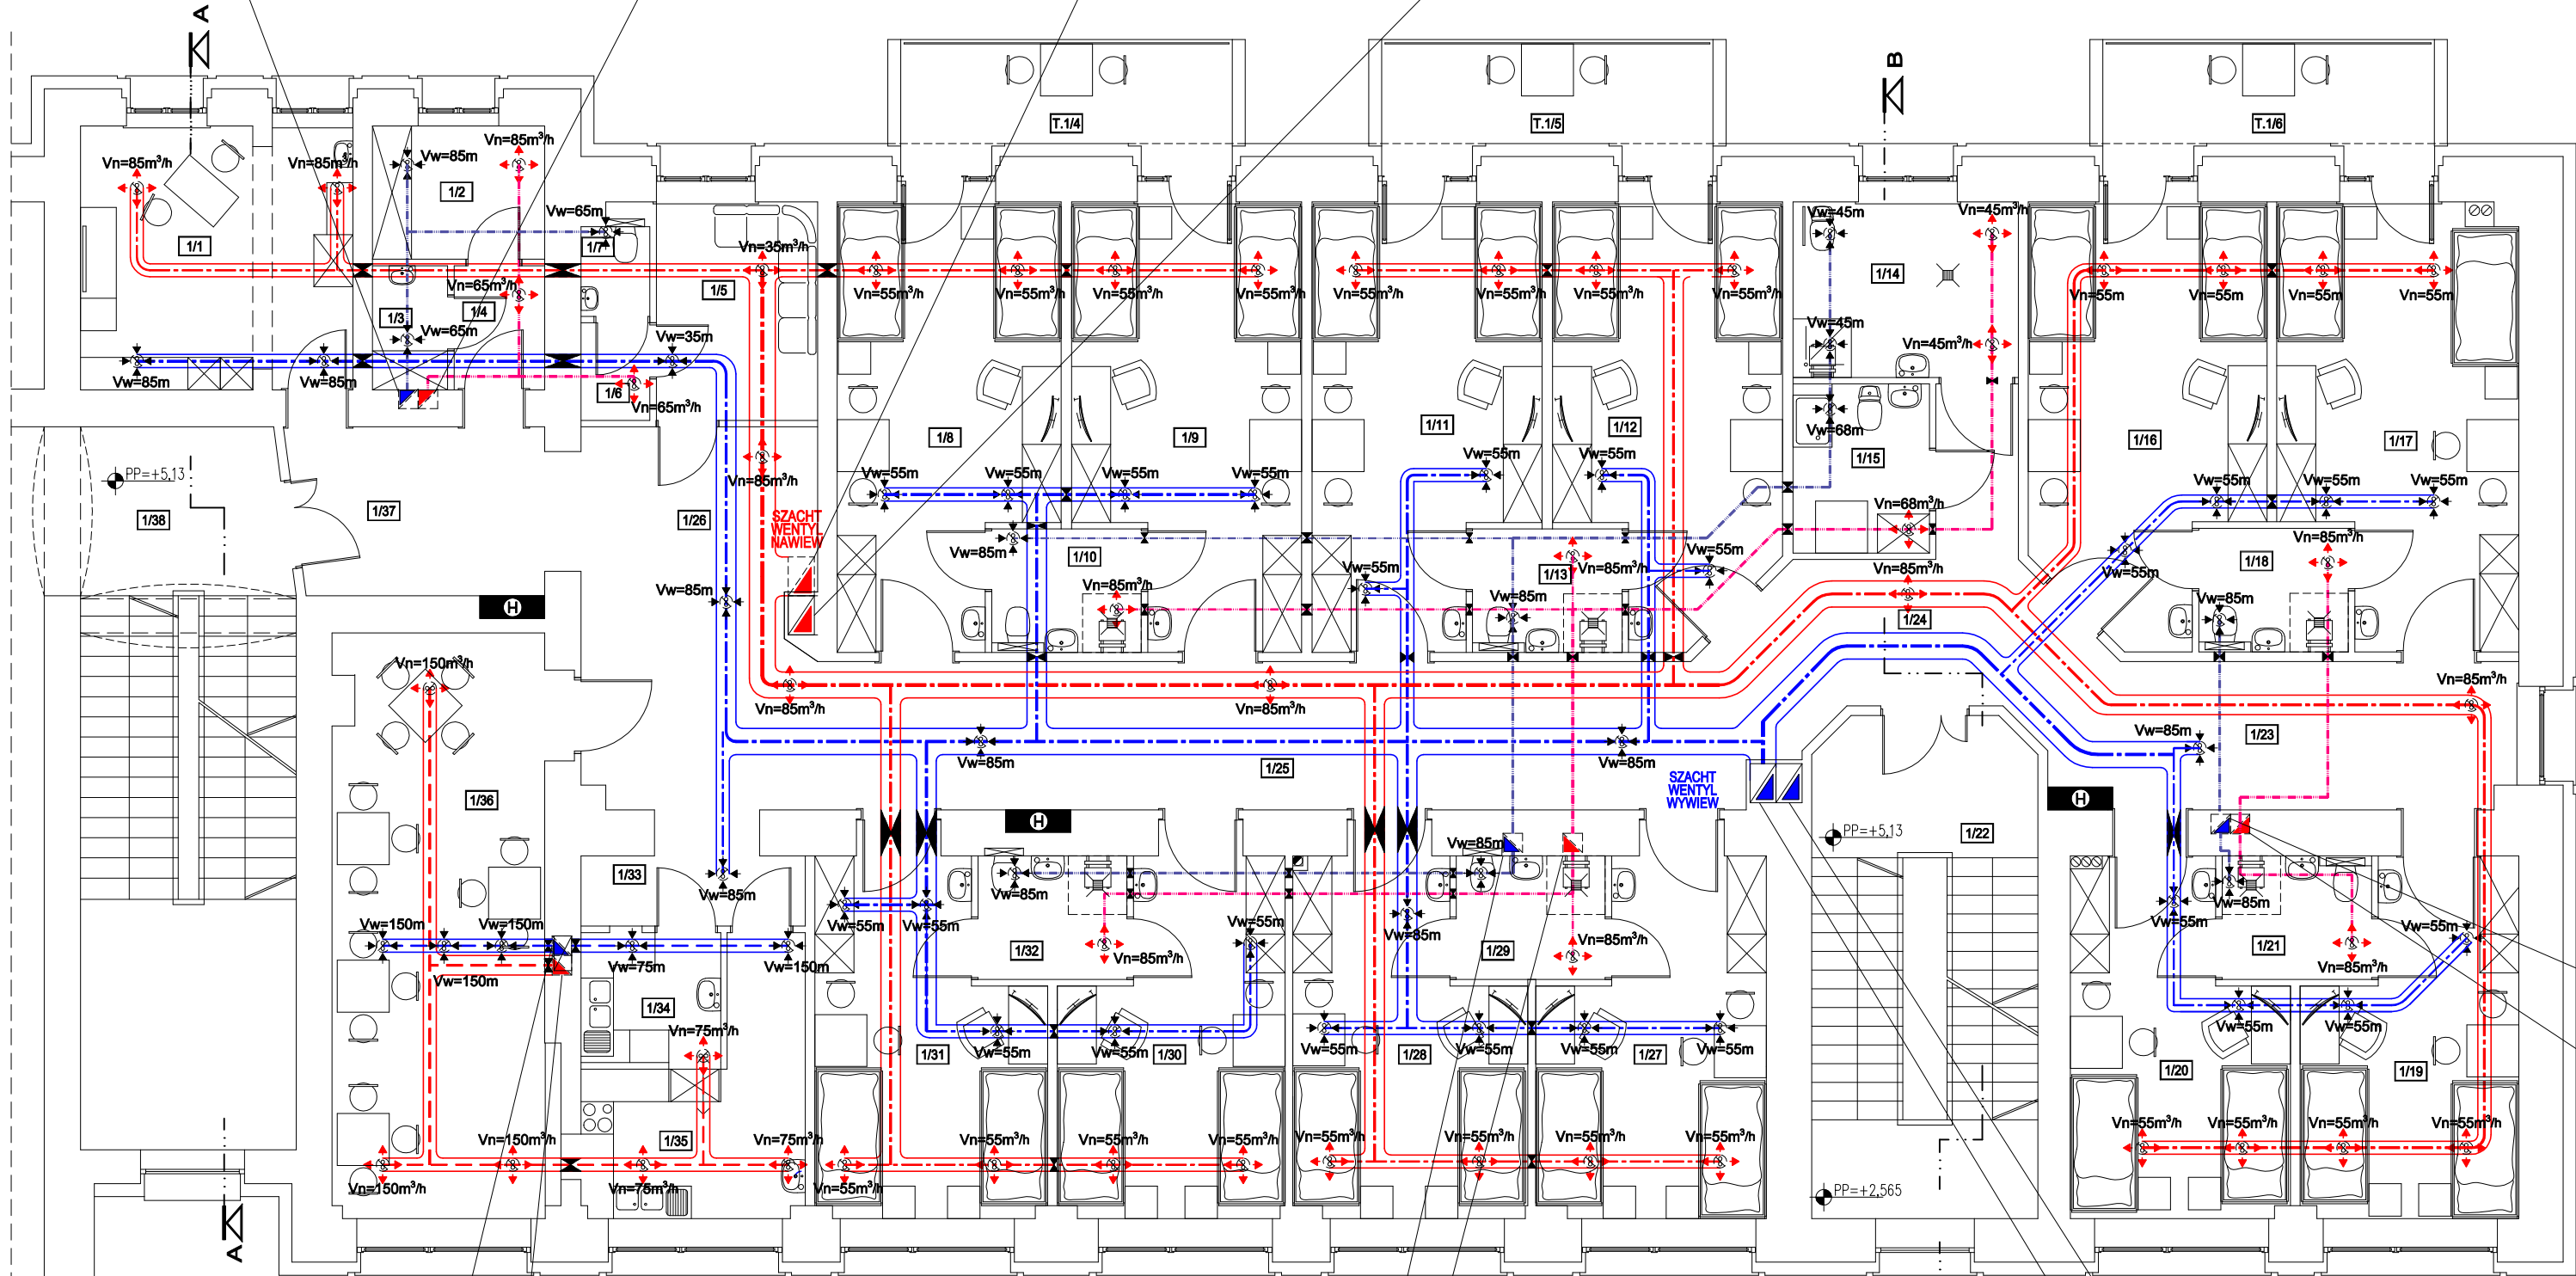 A
B
T.1/4
T.1/5
T.1/6
Vn=85m³/h
Vn=85m³/h
Vw=85m
Vn=85m³/h
1/2
1/1
Vw=65m
1/7
Vn=35m³/h
1/5
Vn=65m³/h
1/4
1/3
Vw=65m
Vw=35m
Vw=85m
Vw=85m
1/6
Vn=65m³/h
Vn=55m³/h
Vn=55m³/h
Vn=55m³/h
Vn=55m³/h
Vn=55m³/h
Vn=55m³/h
Vn=55m³/h
Vn=55m³/h
Vw=45m
Vn=45m³/h
1/14
Vw=45m
Vn=45m³/h
Vn=55m
Vn=55m
Vn=55m
Vn=55m
Vw=68m
1/15
1/8
1/9
1/11
1/12
1/16
1/17
PP=+5,13
1/38
1/37
1/26
Vn=85m³/h
SZACHT
WENTYL
NAWIEW
Vw=55m
Vw=55m
Vw=55m
Vw=55m
Vw=55m
Vw=55m
Vw=55m
Vw=55m
Vw=55m
Vn=68m³/h
Vw=85m
1/10
Vw=55m
1/13
Vn=85m³/h
Vw=55m
Vn=85m³/h
Vw=55m
1/18
Vn=85m³/h
Vw=85m
Vn=85m³/h
Vw=85m
Vw=85m
H
1/24
Vn=150m³/h
Vn=85m³/h
Vn=85m³/h
Vn=85m³/h
Vw=85m
Vw=85m
Vw=85m
1/23
1/25
SZACHT
WENTYL
WYWIEW
1/36
H
H
PP=+5,13
1/22
1/33
Vw=85m
Vw=85m
Vw=85m
Vw=85m
Vw=150m
Vw=150m
Vw=75m
Vw=150m
Vw=55m
Vw=55m
Vw=55m
Vw=85m
Vw=55m
Vw=55m
1/32
Vn=85m³/h
1/29
Vn=85m³/h
1/21
Vn=85m³/h
Vw=150m
1/34
Vn=75m³/h
Vw=55m
Vw=55m
Vw=55m
Vw=55m
Vw=55m
Vw=55m
Vw=55m
Vw=55m
1/31
1/30
1/28
1/27
1/20
1/19
1/35
Vn=150m³/h
Vn=75m³/h
Vn=55m³/h
Vn=55m³/h
Vn=55m³/h
Vn=55m³/h
Vn=55m³/h
Vn=55m³/h
Vn=55m³/h
Vn=55m³/h
Vn=55m³/h
Vn=55m³/h
Vn=150m³/h
Vn=75m³/h
Vn=55m³/h
Vn=55m³/h
PP=+2,565
A